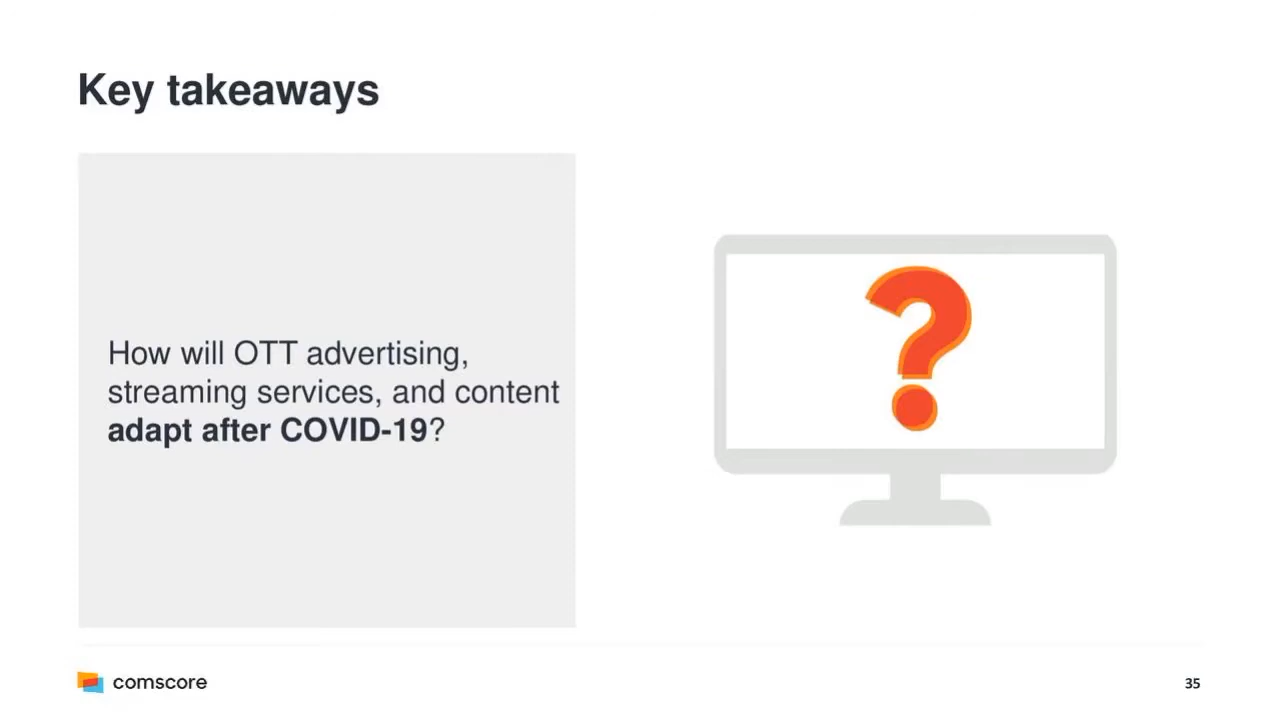 Key takeaways
How will OTT advertising,
streaming services, and content
adapt after COVID-19?
?
comscore
35